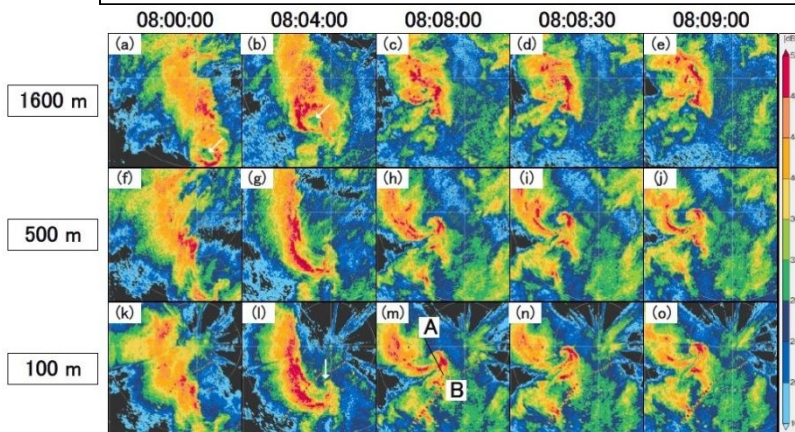 08:00:00 08:04:00 08:08:00 08:08:30 08:09:00
1600 m
(a) (b) (c) (d) (e)
500 m
(f) (g) (h) (i) (j)
100 m
(k) (l) (m) (n) (o)
A
B